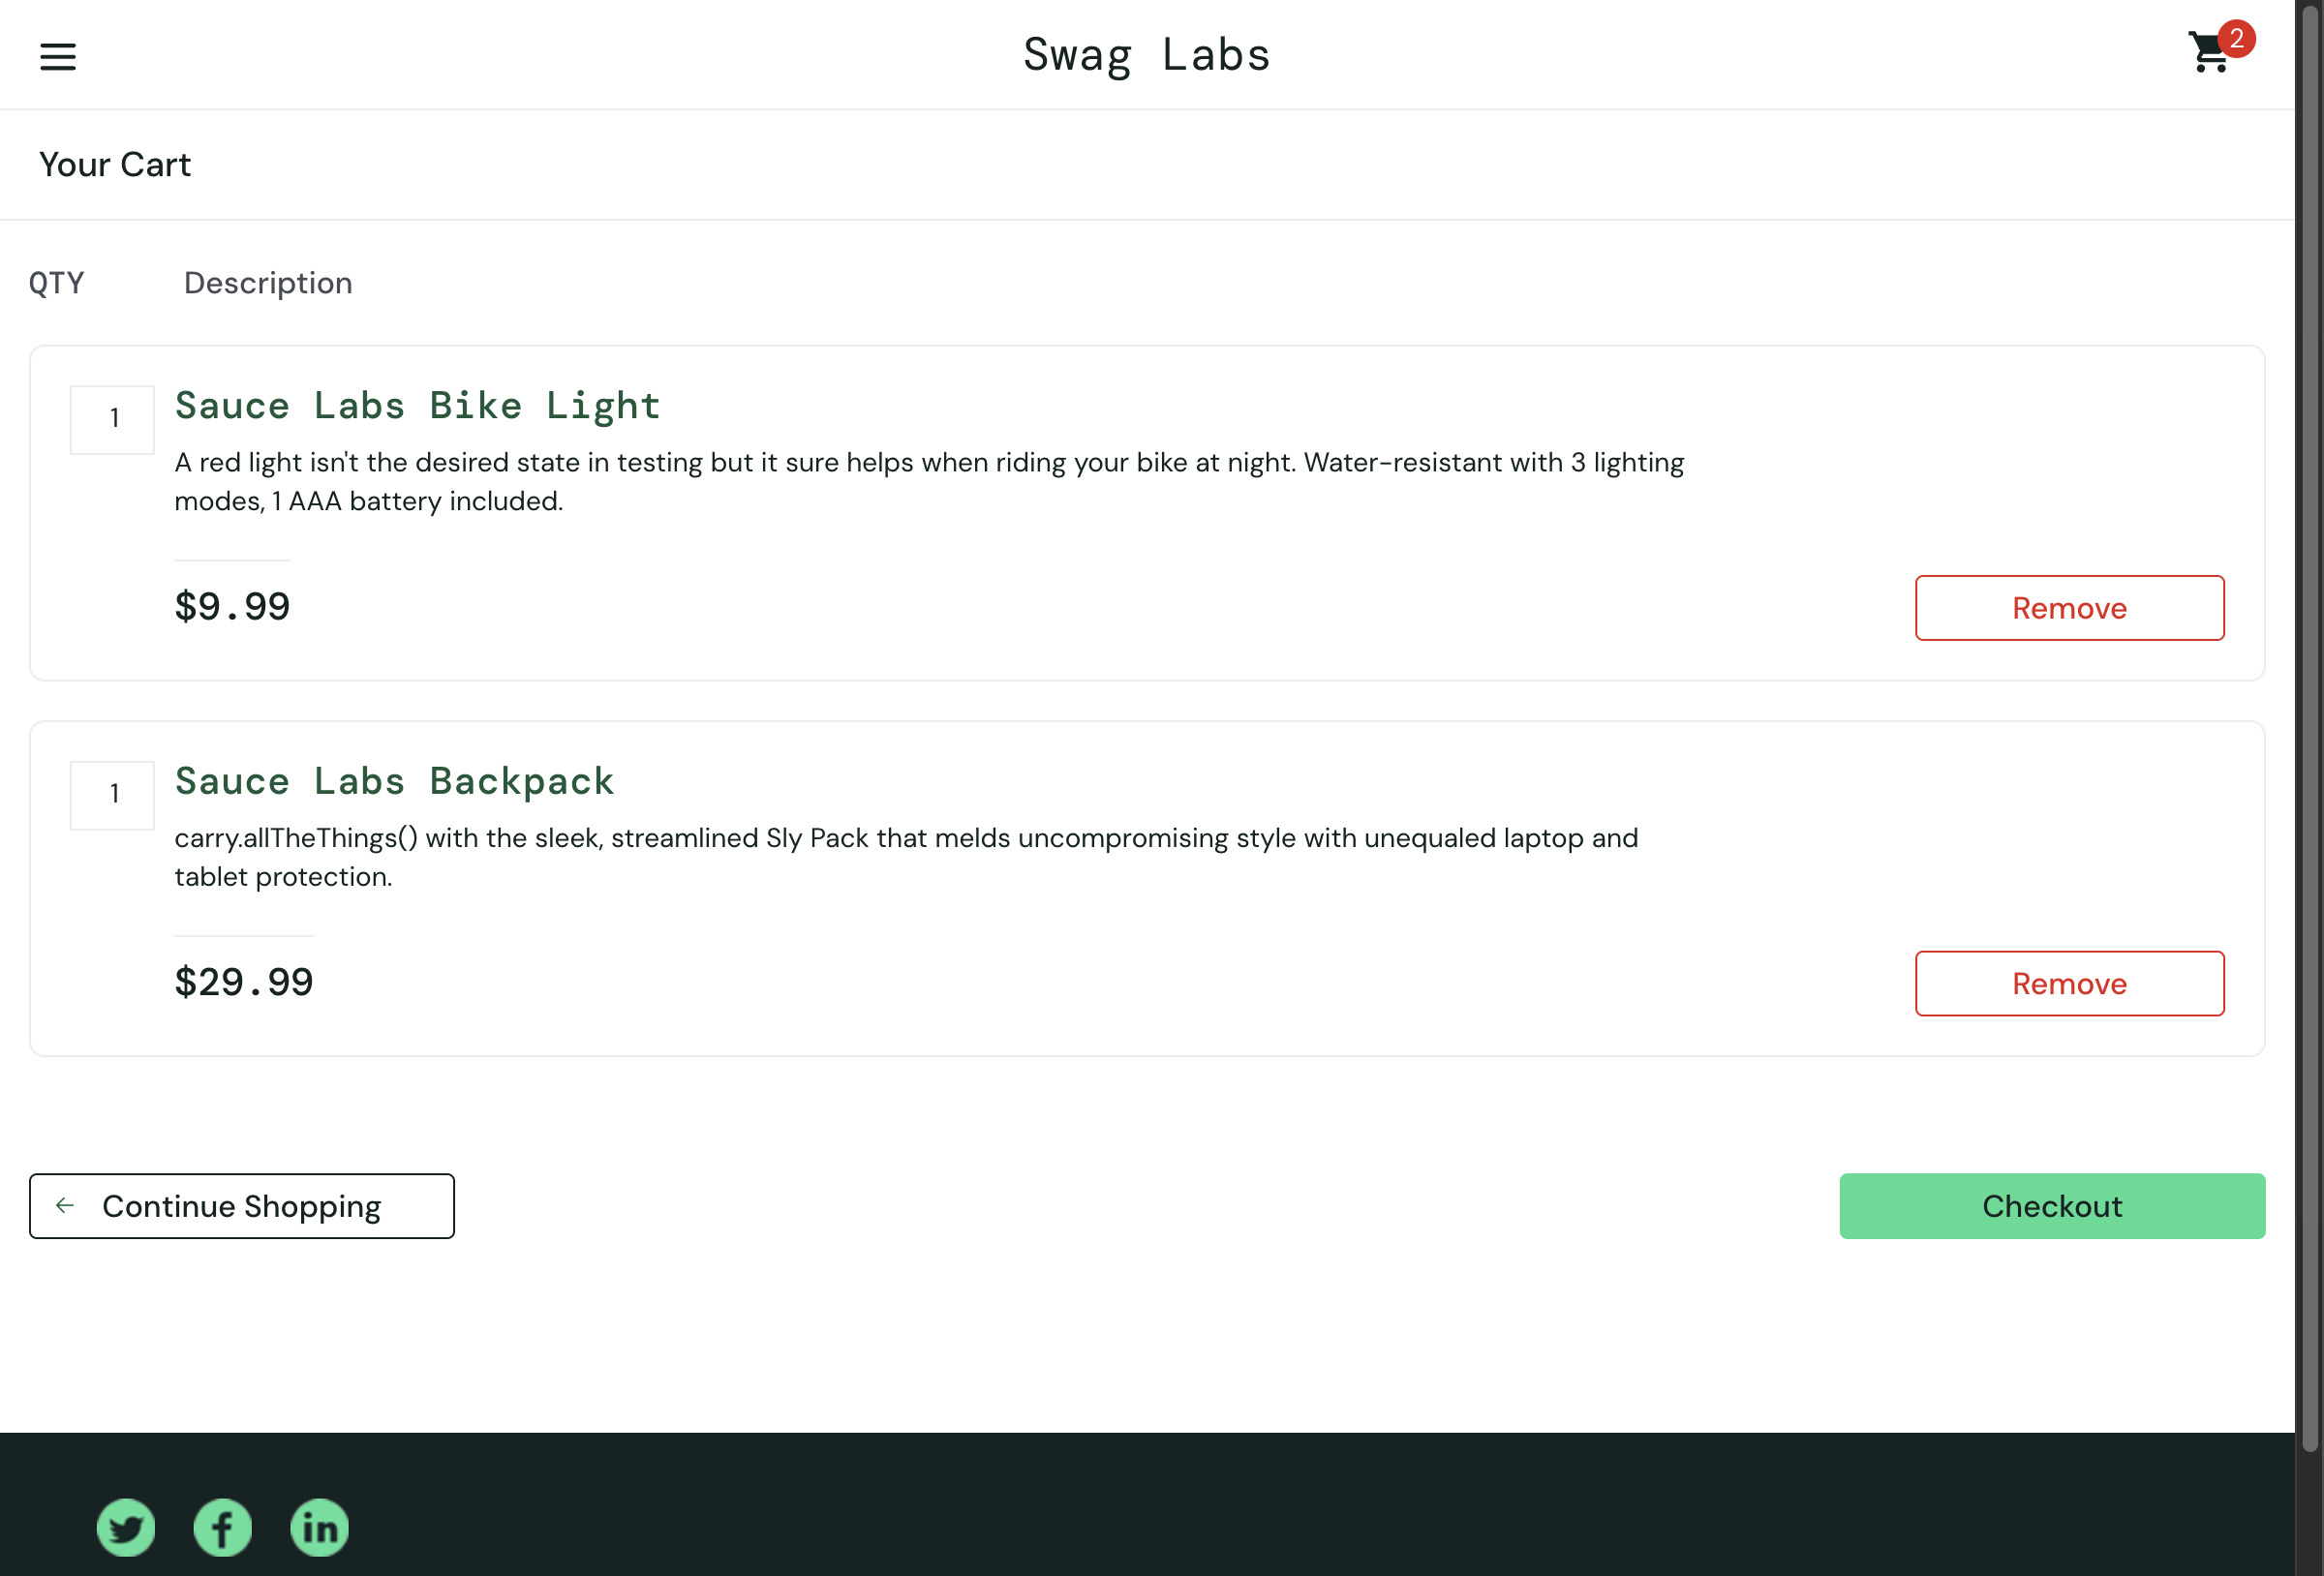 Swag Labs
2
Your Cart
QTY Description
1 Sauce Labs Bike Light
A red light isn't the desired state in testing but it sure helps when riding your bike at night. Water-resistant with 3 lighting
modes, 1 AAA battery included.
$9.99
Remove
1 Sauce Labs Backpack
carry.allTheThings() with the sleek, streamlined Sly Pack that melds uncompromising style with unequaled laptop and
tablet protection.
$29.99
Remove
Continue Shopping
Checkout